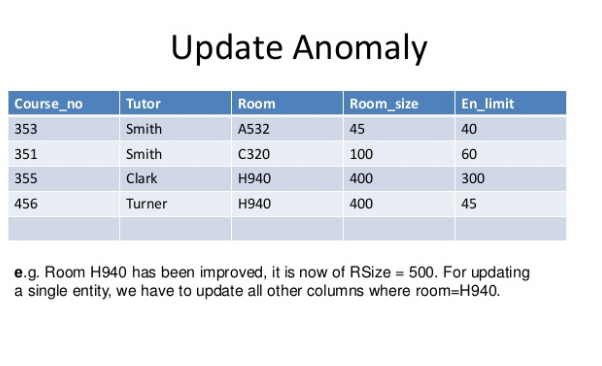 Update Anomaly
Course_no Tutor Room Room_size En_limit
353 Smith A532 45 40
351 Smith C320 100 60
355 Clark H940 400 300
456 Turner H940 400 45
e.g. Room H940 has been improved, it is now of RSize = 500. For updating
a single entity, we have to update all other columns where room=H940.